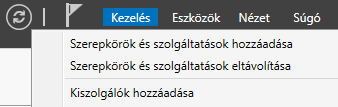 Kezelés Eszközök Nézet Súgó
Szerepkörök és szolgáltatások hozzáadása
Szerepkörök és szolgáltatások eltávolítása
Kiszolgálók hozzáadása